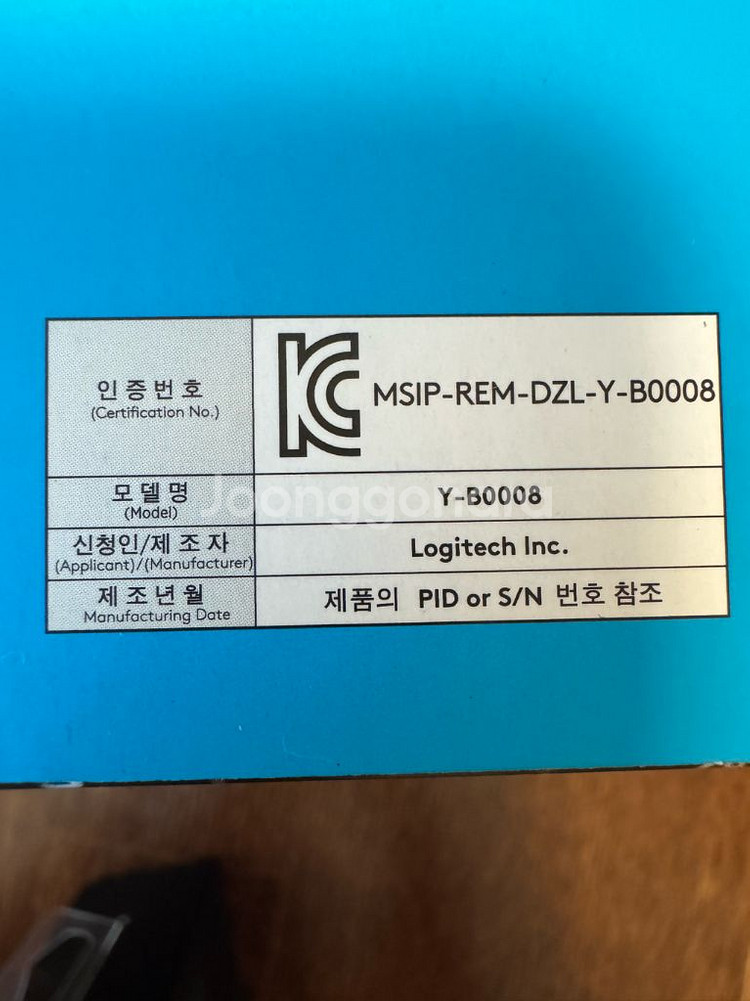 인증번호
(Certification No.)
KC
MSIP-REM-DZL-Y-B0008
모델명
(Model)
Y-B0008
신청인/제조자
(Applicant)/(Manufacturer)
Logitech Inc.
제조년월
Manufacturing Date
제품의 PID or S/N 번호 참조
Joonggonara